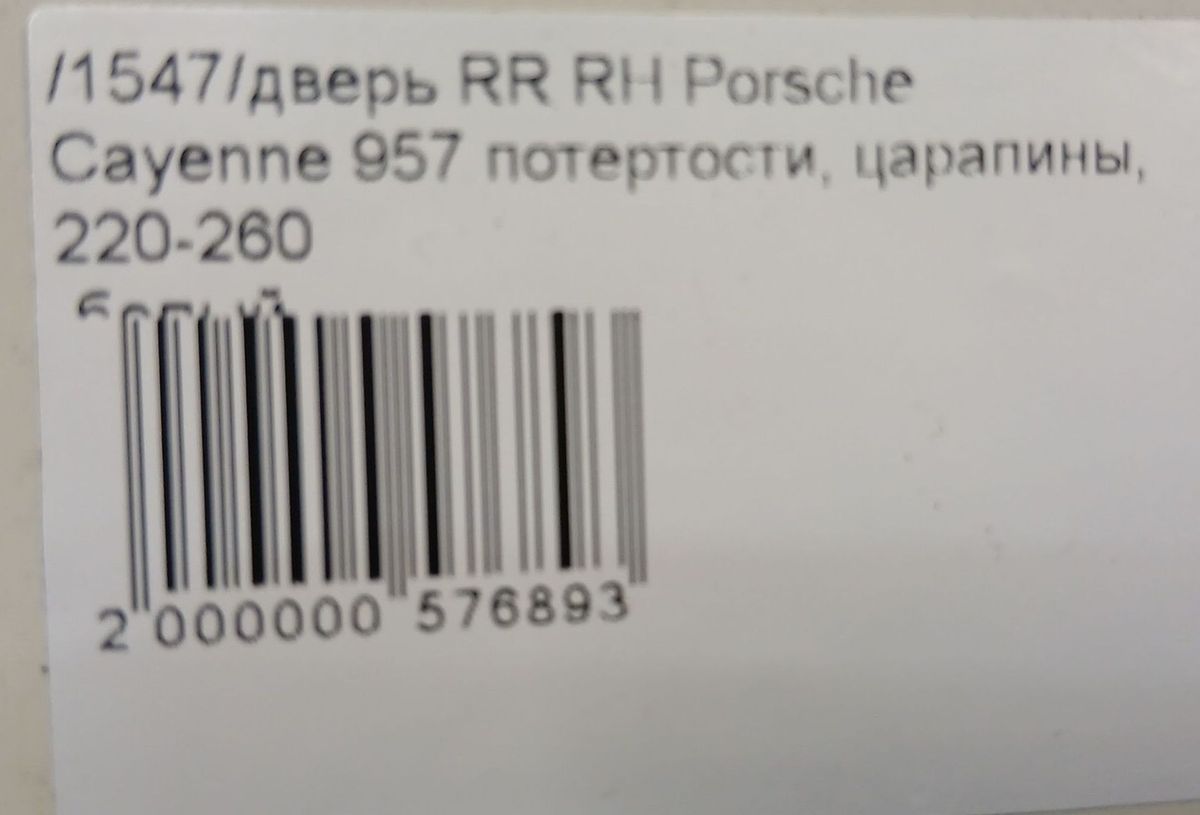 /1547/дверь RR RH Porsche
Cayenne 957 потертости, царапины,
220-260
2 000000 576893